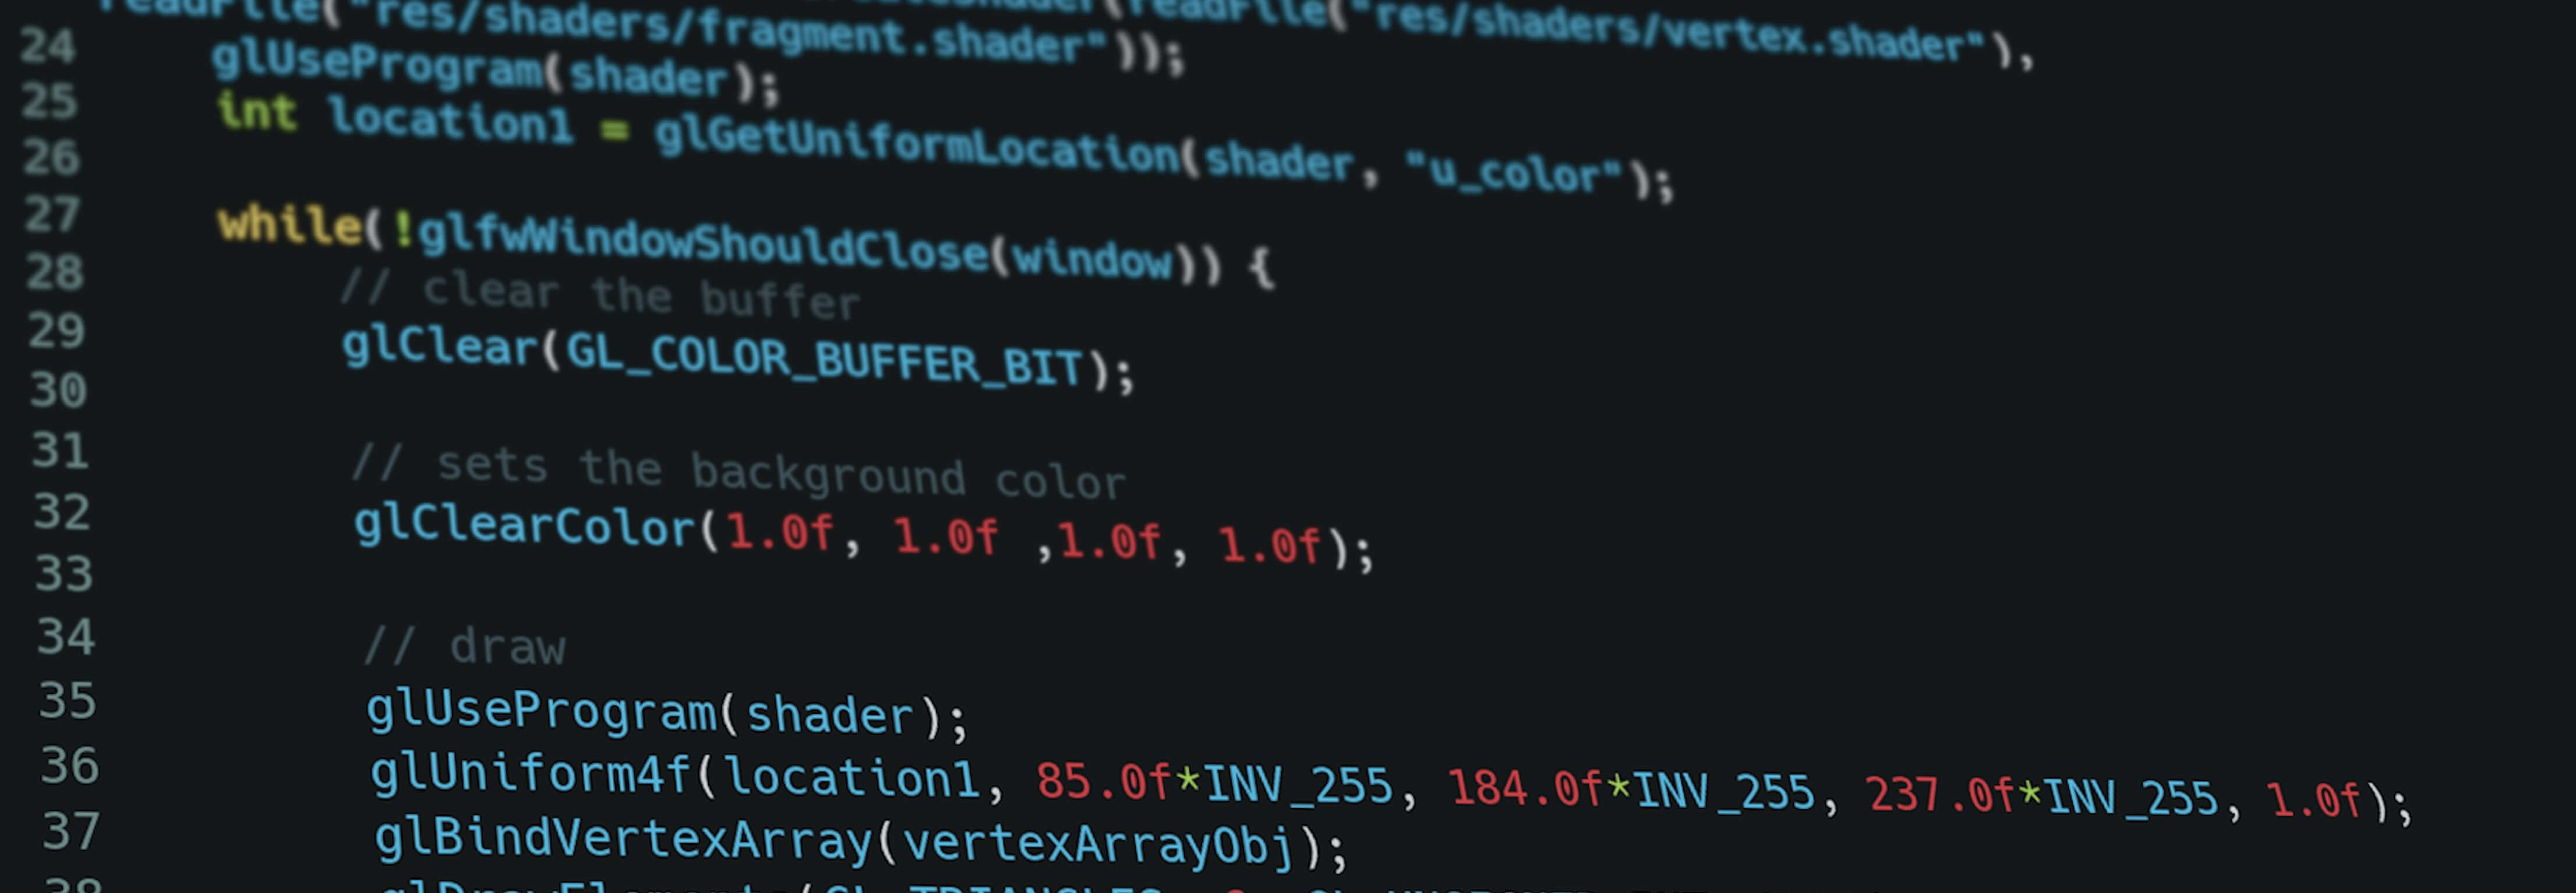 readFile("res/shaders/vertex.shader"),
readFile("res/shaders/fragment.shader"));
24 glUseProgram(shader);
25 int location1 = glGetUniformLocation(shader, "u_color");
26
27 while(!glfwWindowShouldClose(window)) {
28 // clear the buffer
29 glClear(GL_COLOR_BUFFER_BIT);
30
31 // sets the background color
32 glClearColor(1.0f, 1.0f ,1.0f, 1.0f);
33
34 // draw
35 glUseProgram(shader);
36 glUniform4f(location1, 85.0f*INV_255, 184.0f*INV_255, 237.0f*INV_255, 1.0f);
37 glBindVertexArray(vertexArrayObj);
38